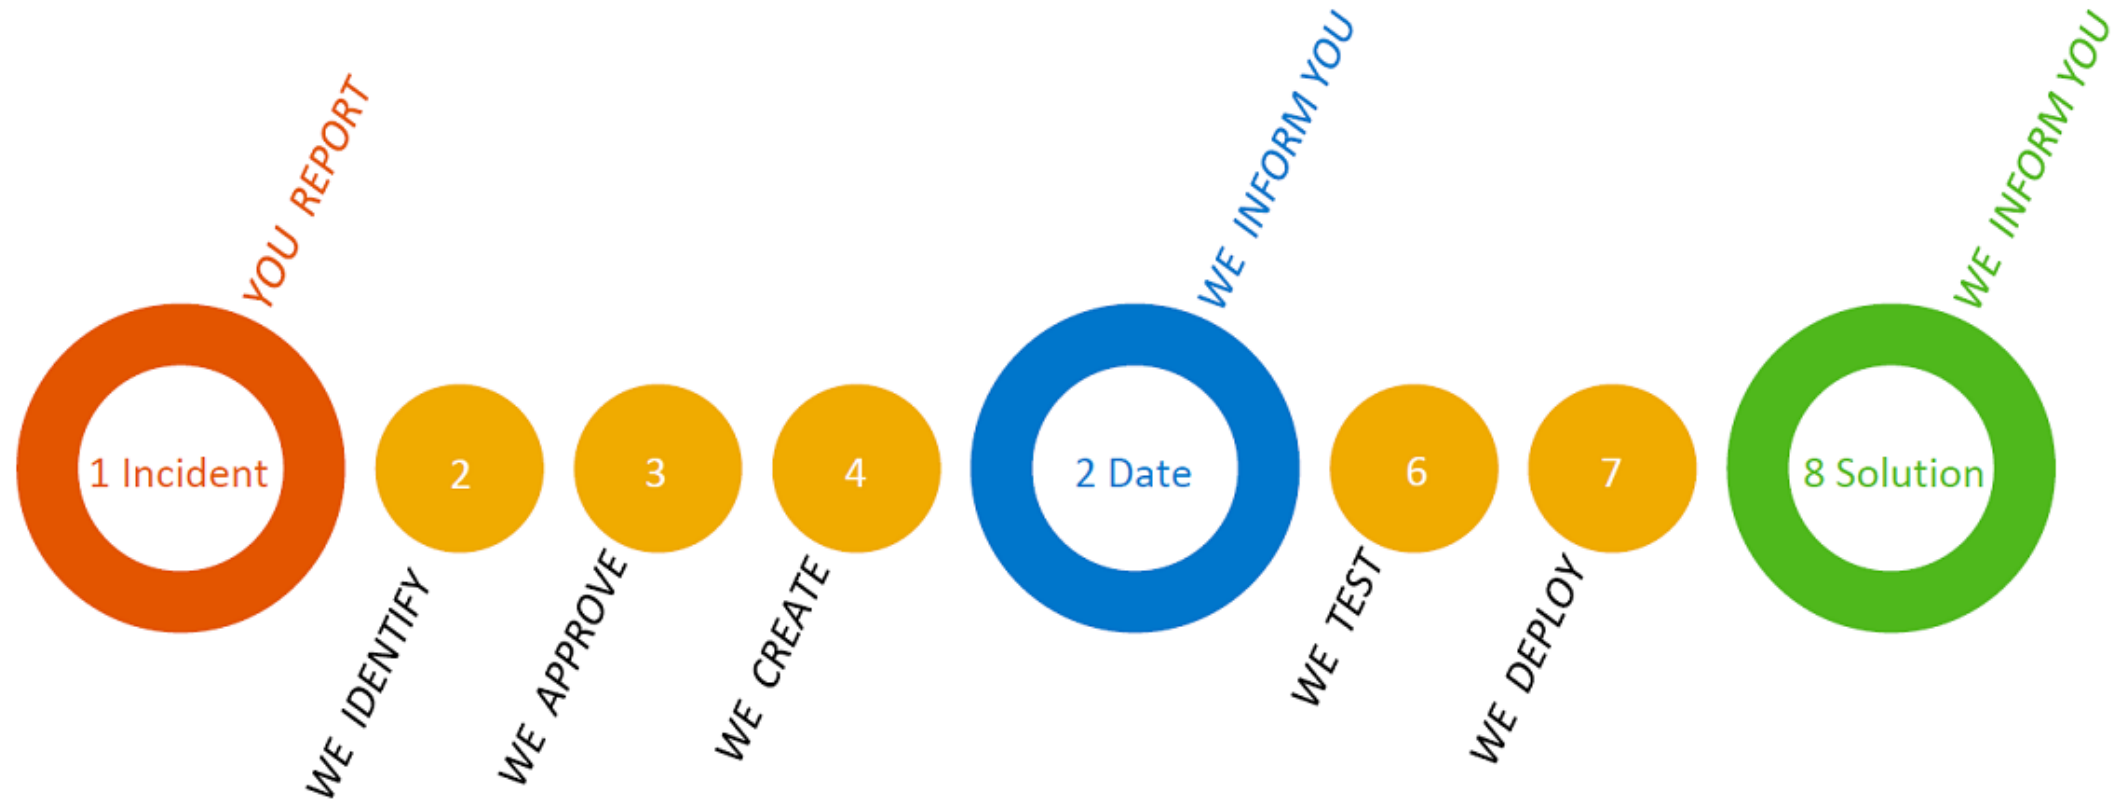 YOU REPORT
WE INFORM YOU
WE INFORM YOU
1 Incident
2
3
4
2 Date
6
7
8 Solution
WE IDENTIFY
WE APPROVE
WE CREATE
WE TEST
WE DEPLOY